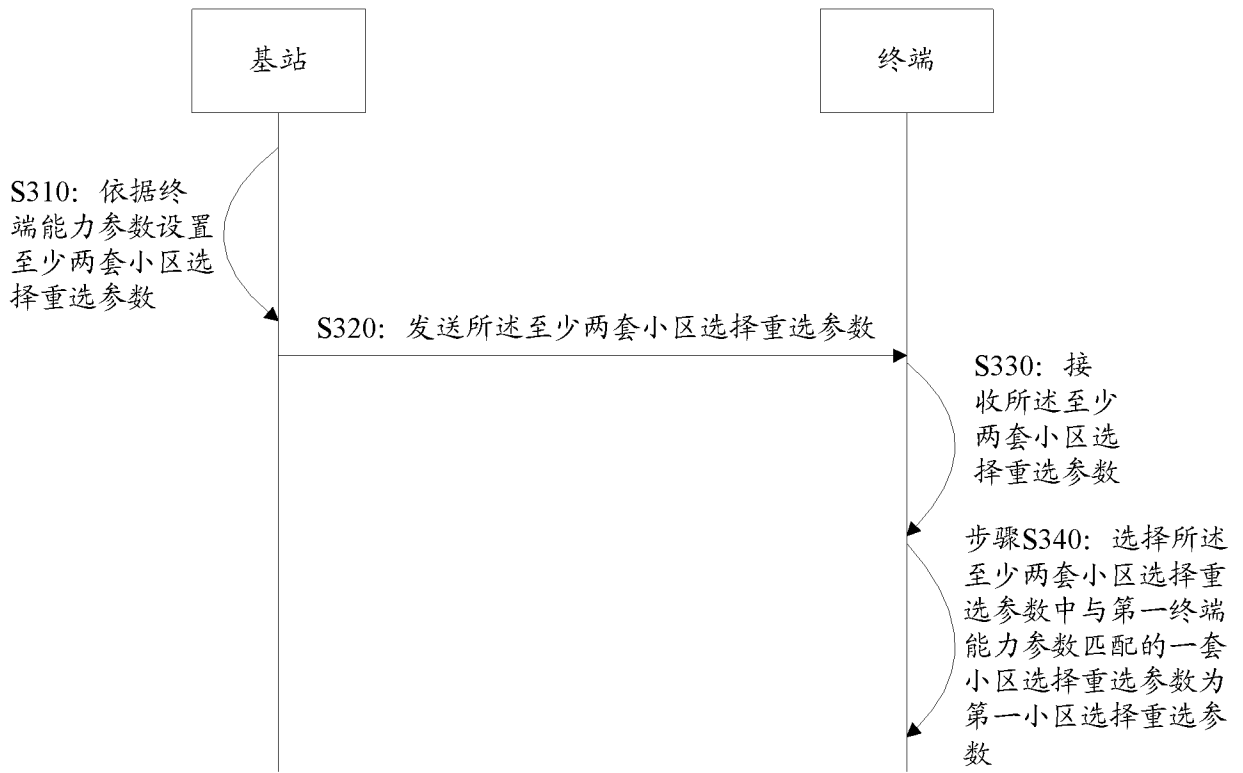 基站
终端
S310：依据终
端能力参数设置
至少两套小区选
择重选参数
S320：发送所述至少两套小区选择重选参数
S330：接
收所述至少
两套小区选
择重选参数
步骤S340：选择所述
至少两套小区选择重
选参数中与第一终端
能力参数匹配的一套
小区选择重选参数为
第一小区选择重选参
数